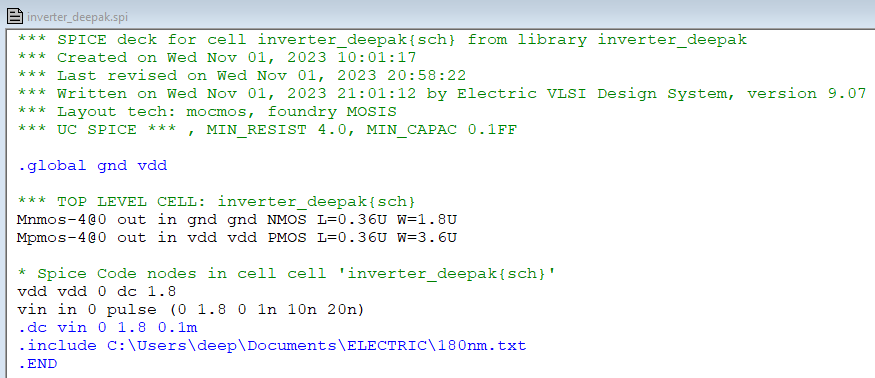 inverter_deepak.spi
*** SPICE deck for cell inverter_deepak{sch} from library inverter_deepak
*** Created on Wed Nov 01, 2023 10:01:17
*** Last revised on Wed Nov 01, 2023 20:58:22
*** Written on Wed Nov 01, 2023 21:01:12 by Electric VLSI Design System, version 9.07
*** Layout tech: mocmos, foundry MOSIS
*** UC SPICE *** , MIN_RESIST 4.0, MIN_CAPAC 0.1FF
.global gnd vdd
*** TOP LEVEL CELL: inverter_deepak{sch}
Mnmos-4@0 out in gnd gnd NMOS L=0.36U W=1.8U
Mpmos-4@0 out in vdd vdd PMOS L=0.36U W=3.6U
* Spice Code nodes in cell cell 'inverter_deepak{sch}'
vdd vdd 0 dc 1.8
vin in 0 pulse (0 1.8 0 1n 10n 20n)
.dc vin 0 1.8 0.1m
.include C:\Users\deep\Documents\ELECTRIC\180nm.txt
.END